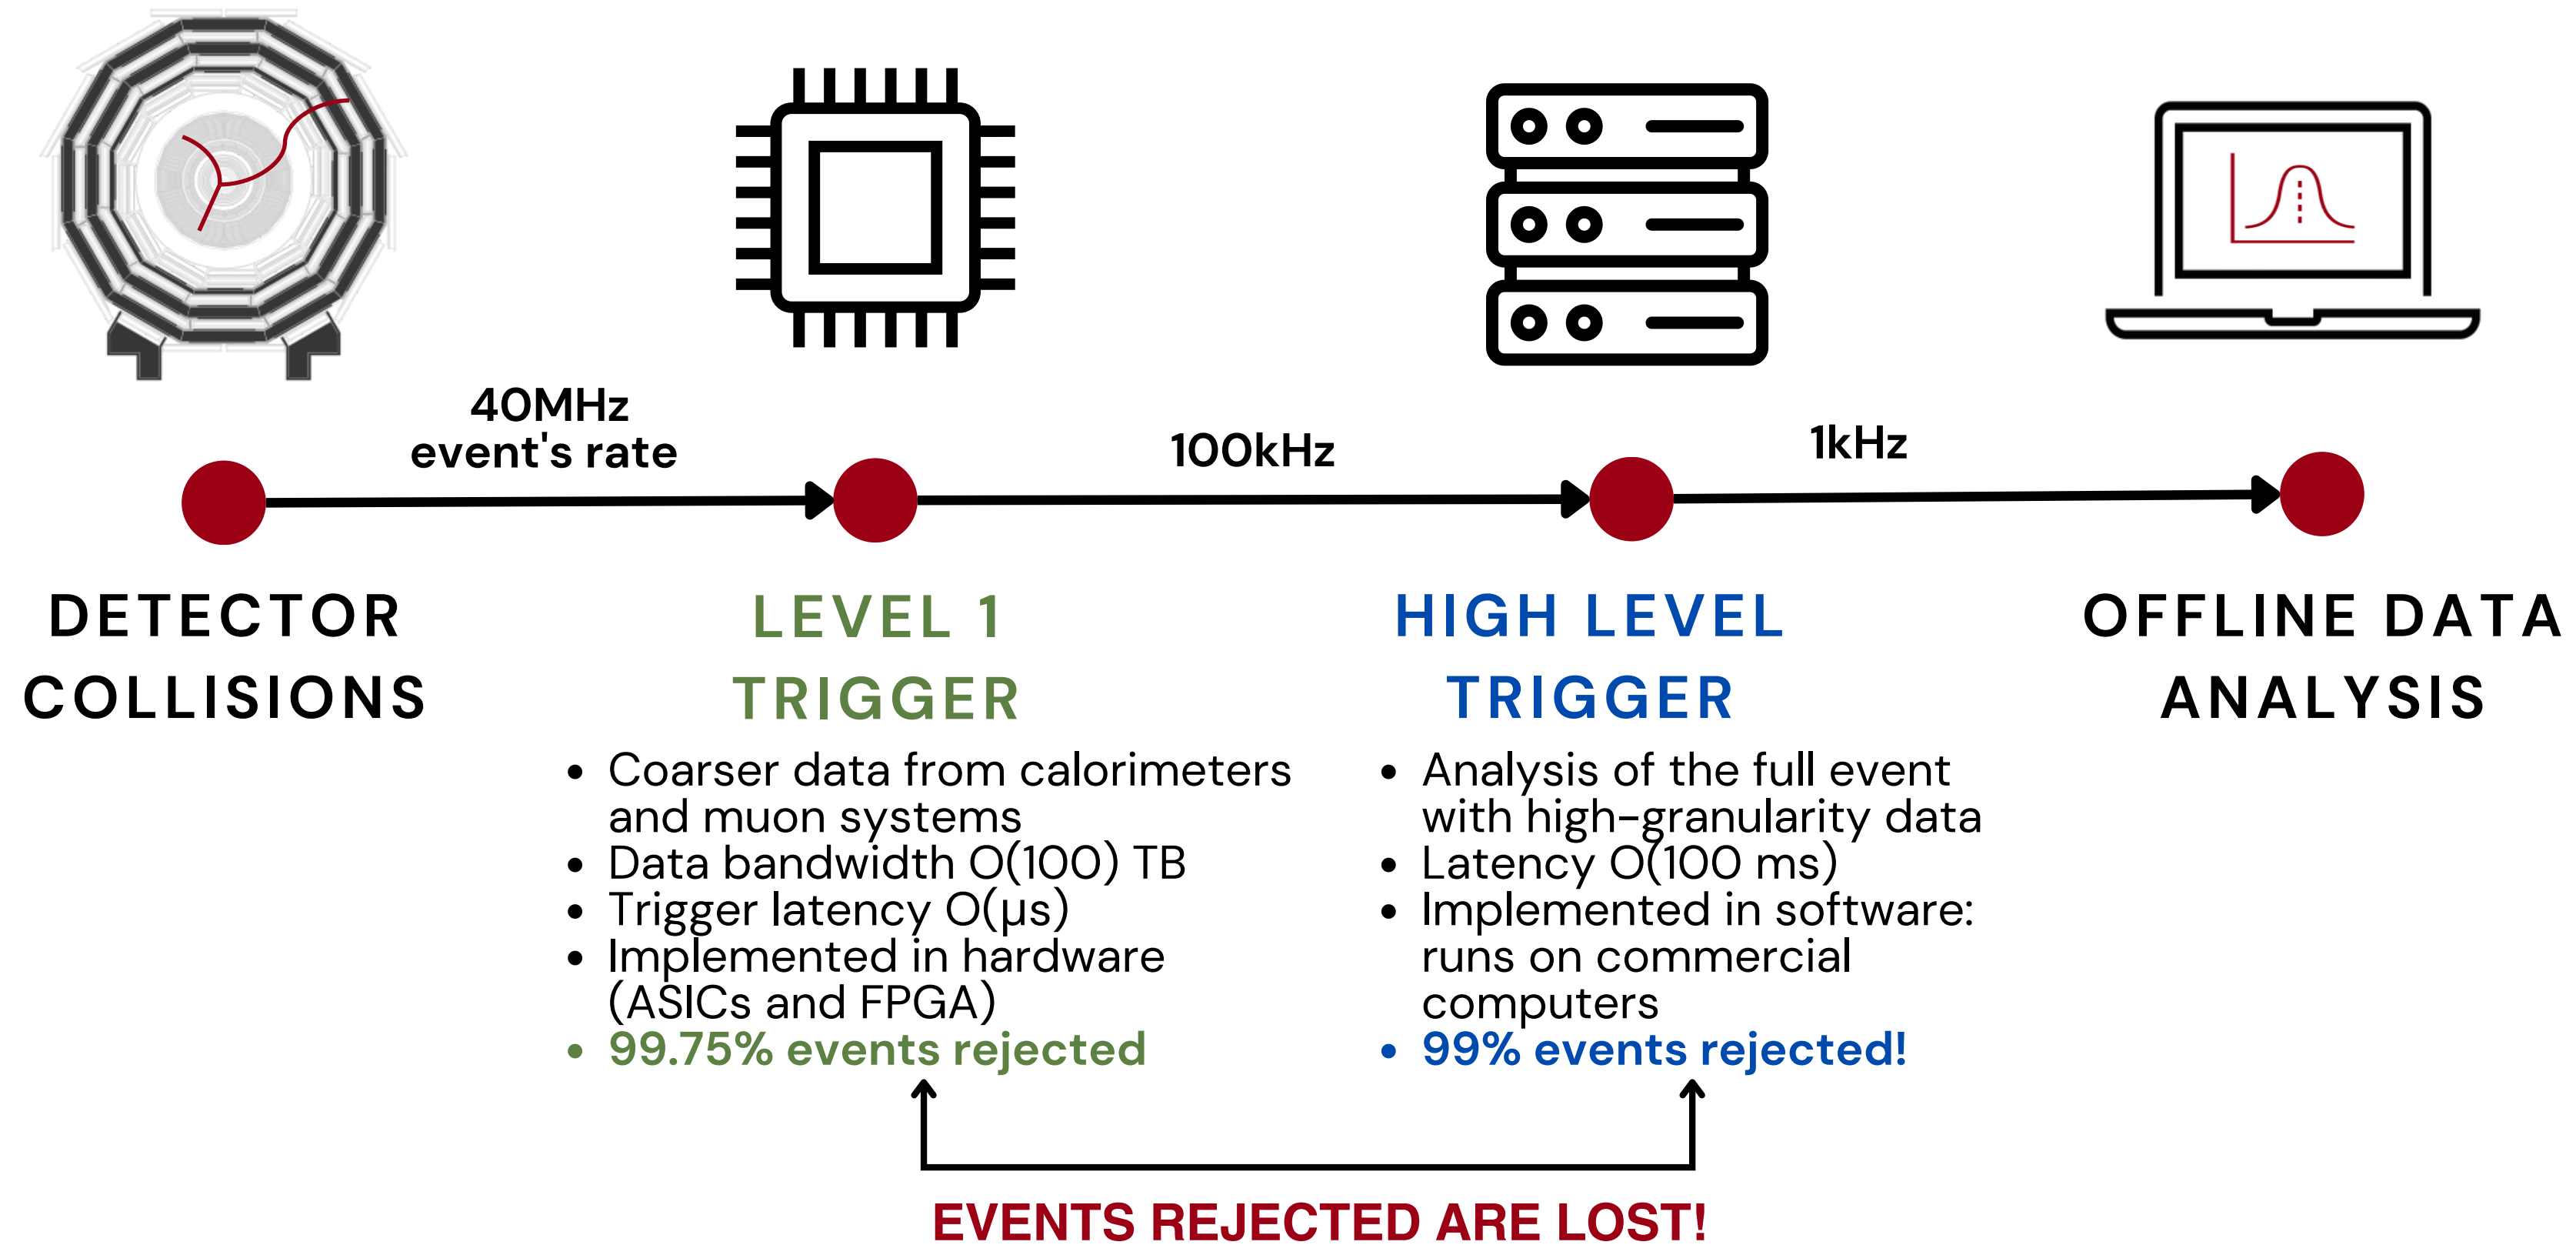 40MHz
event's rate
100kHz
1kHz
DETECTOR
COLLISIONS
LEVEL 1
TRIGGER
• Coarser data from calorimeters
and muon systems
• Data bandwidth O(100) TB
• Trigger latency O(µs)
• Implemented in hardware
(ASICs and FPGA)
• 99.75% events rejected
HIGH LEVEL
TRIGGER
• Analysis of the full event
with high-granularity data
• Latency O(100 ms)
• Implemented in software:
runs on commercial
computers
• 99% events rejected!
OFFLINE DATA
ANALYSIS
EVENTS REJECTED ARE LOST!